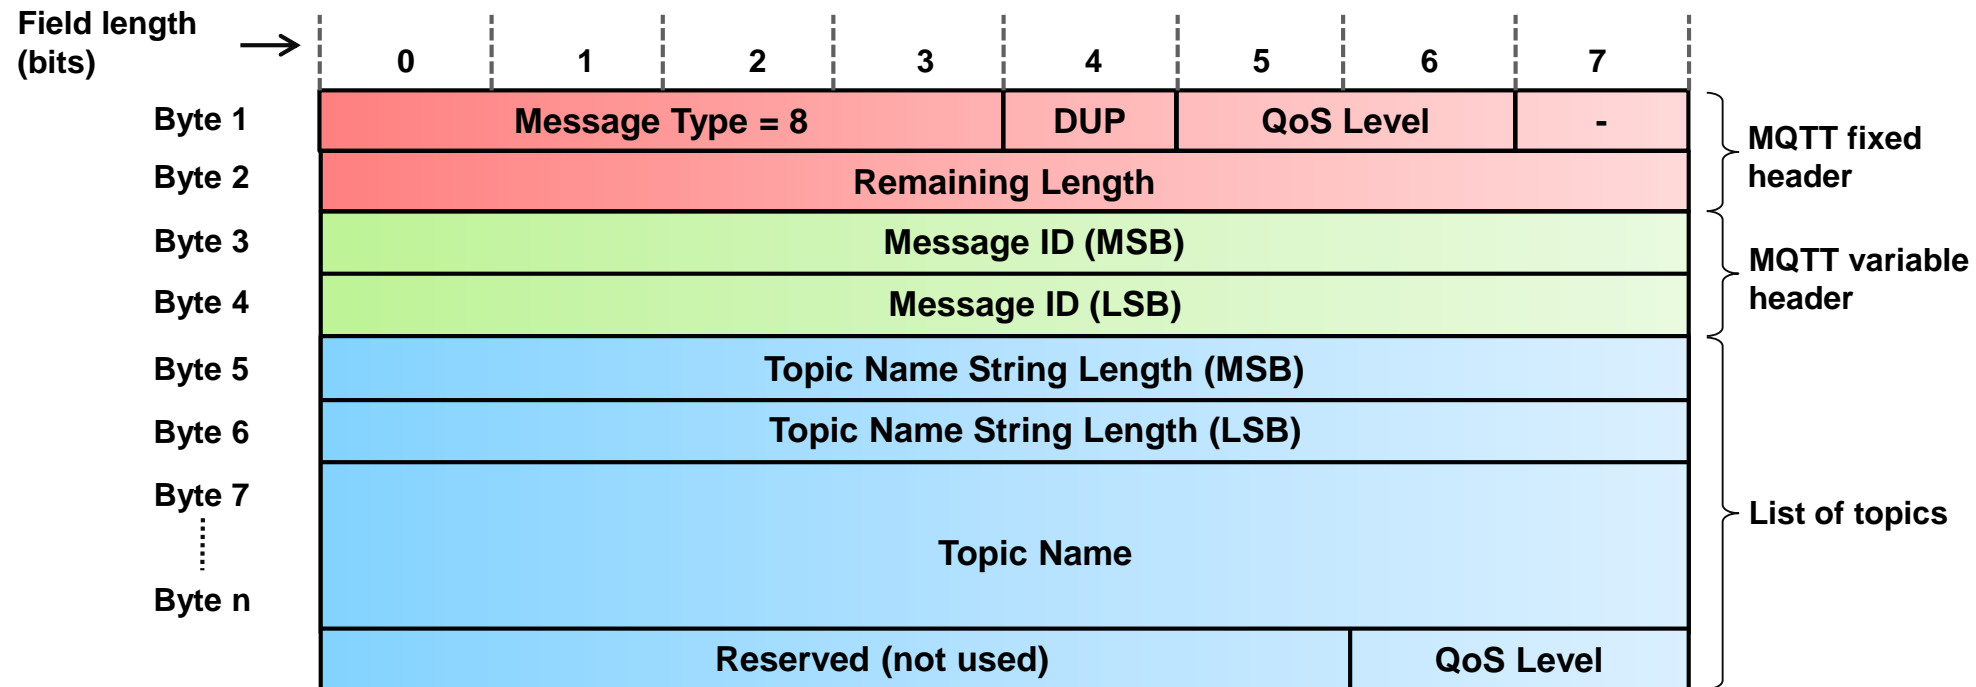 Field length
(bits)
0 1 2 3 4 5 6 7
Byte 1 Message Type = 8 DUP QoS Level -
MQTT fixed
header
Byte 2 Remaining Length
Byte 3 Message ID (MSB)
MQTT variable
header
Byte 4 Message ID (LSB)
Byte 5 Topic Name String Length (MSB)
Byte 6 Topic Name String Length (LSB)
Byte 7
List of topics
Topic Name
Byte n
Reserved (not used) QoS Level